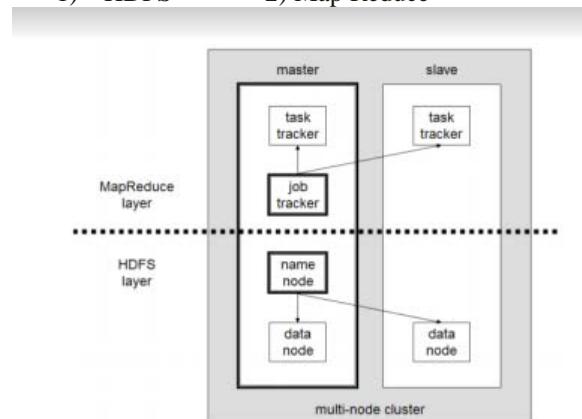 1) HDFS 2) Map Reduce
master slave
task
tracker
task
tracker
job
tracker
MapReduce
layer
HDFS
layer
name
node
data
node
data
node
multi-node cluster